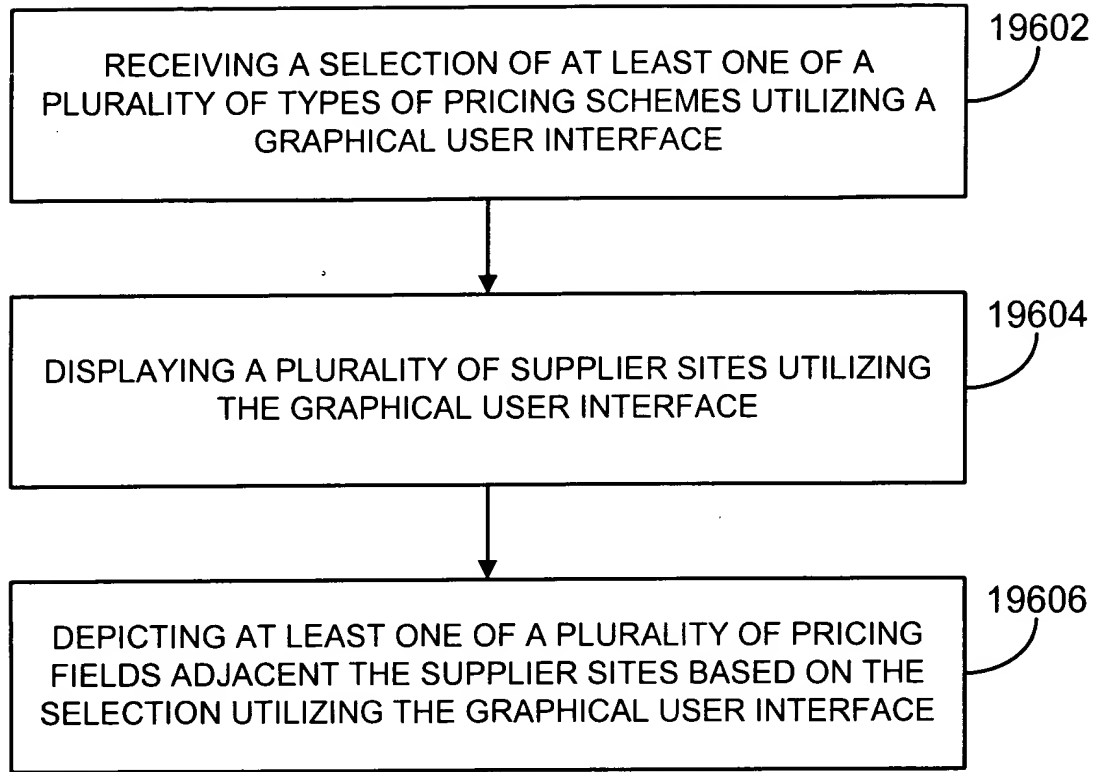 19602
RECEIVING A SELECTION OF AT LEAST ONE OF A
PLURALITY OF TYPES OF PRICING SCHEMES UTILIZING A
GRAPHICAL USER INTERFACE
19604
DISPLAYING A PLURALITY OF SUPPLIER SITES UTILIZING
THE GRAPHICAL USER INTERFACE
19606
DEPICTING AT LEAST ONE OF A PLURALITY OF PRICING
FIELDS ADJACENT THE SUPPLIER SITES BASED ON THE
SELECTION UTILIZING THE GRAPHICAL USER INTERFACE